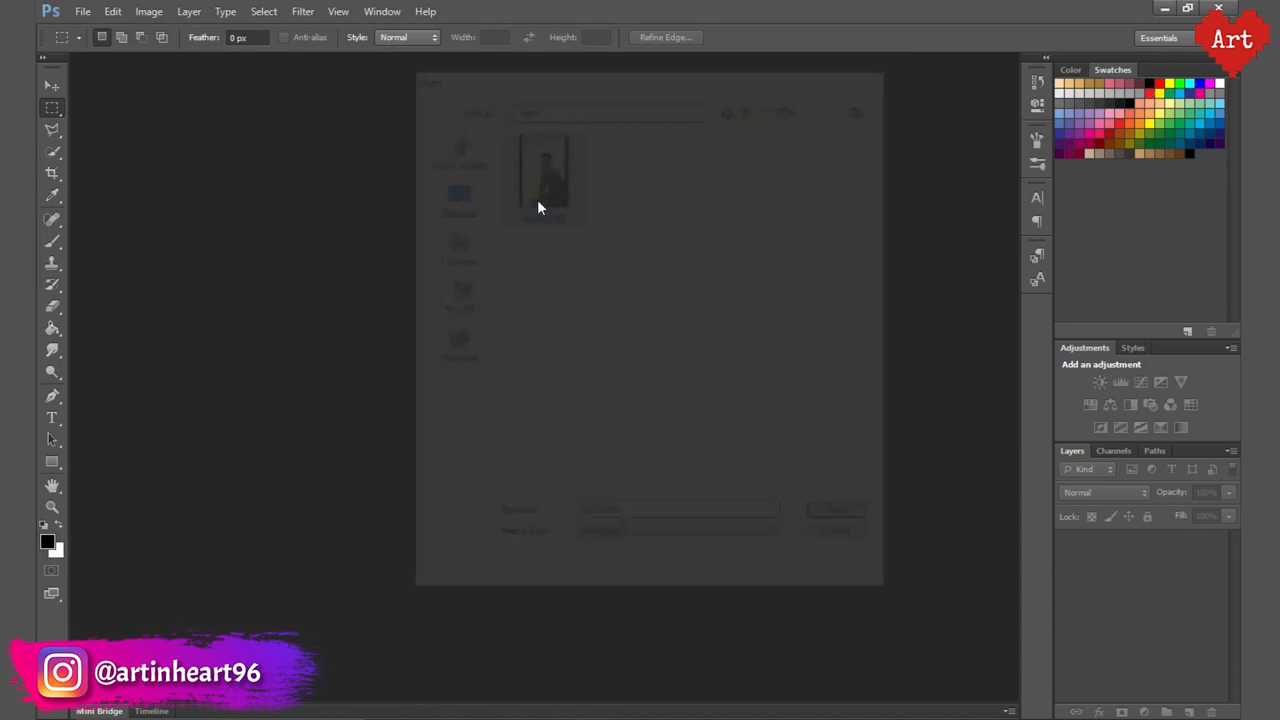 Ps File Edit Image Layer Type Select Filter View Window Help
Feather: 0 px Anti-alias Style: Normal Width: Height: Refine Edge... Essentials
Art
Color Swatches
Adjustments Styles
Add an adjustment
Layers Channels Paths
Kind
Normal Opacity: 100%
Lock: Fill: 100%
@artinheart96
Mini Bridge Timeline